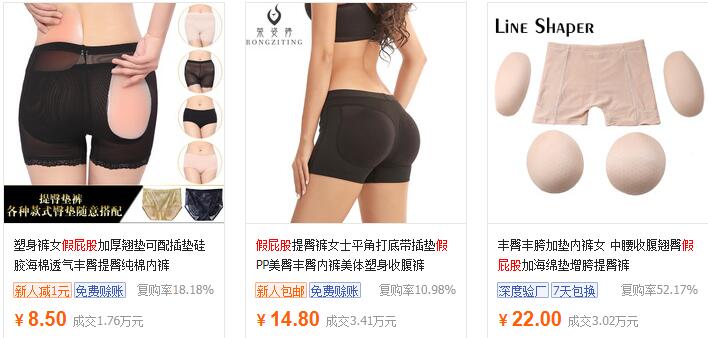 提臀垫裤
各种款式臀垫随意搭配
塑身裤女假屁股加厚翘垫可配插垫硅
胶海棉透气丰臀提臀纯棉内裤
新人减1元 免费赊账 复购率18.18%
¥ 8.50 成交1.76万元
荣姿婷
RONGZITING
假屁股提臀裤女士平角打底带插垫假
PP美臀丰臀内裤美体塑身收腹裤
新人包邮 免费赊账 复购率10.98%
¥ 14.80 成交3.41万元
LINE SHAPER
丰臀丰胯加垫内裤女 中腰收腹翘臀假
屁股加海绵垫增胯提臀裤
深度验厂 7天包换 复购率52.17%
¥ 22.00 成交3.02万元